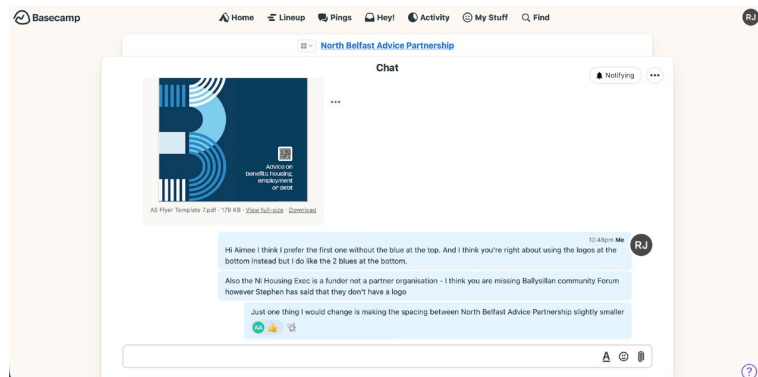 Basecamp
Home Lineup Pings Hey! Activity My Stuff Find
RJ
North Belfast Advice Partnership
Chat
Notifying
Advice on
benefits, housing,
employment
or debt
A5 Flyer Template 7.pdf · 179 KB · View full-size · Download
12:48pm Me
RJ
Hi Aimee I think I prefer the first one without the blue at the top. And I think you're right about using the logos at the
bottom instead but I do like the 2 blues at the bottom.
Also the NI Housing Exec is a funder not a partner organisation - I think you are missing Ballysillan community Forum
however Stephen has said that they don't have a logo
Just one thing I would change is making the spacing between North Belfast Advice Partnership slightly smaller
AA
A
?